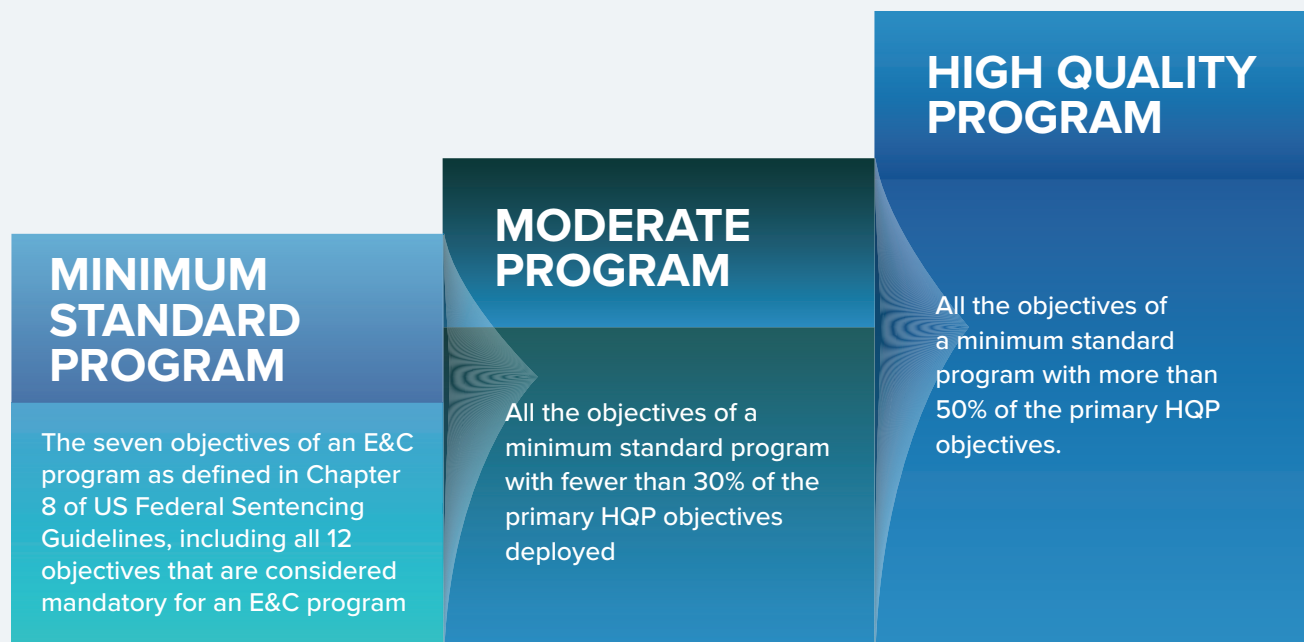 MINIMUM
STANDARD
PROGRAM
The seven objectives of an E&C
program as defined in Chapter
8 of US Federal Sentencing
Guidelines, including all 12
objectives that are considered
mandatory for an E&C program
MODERATE
PROGRAM
All the objectives of a
minimum standard program
with fewer than 30% of the
primary HQP objectives
deployed
HIGH QUALITY
PROGRAM
All the objectives of
a minimum standard
program with more than
50% of the primary HQP
objectives.